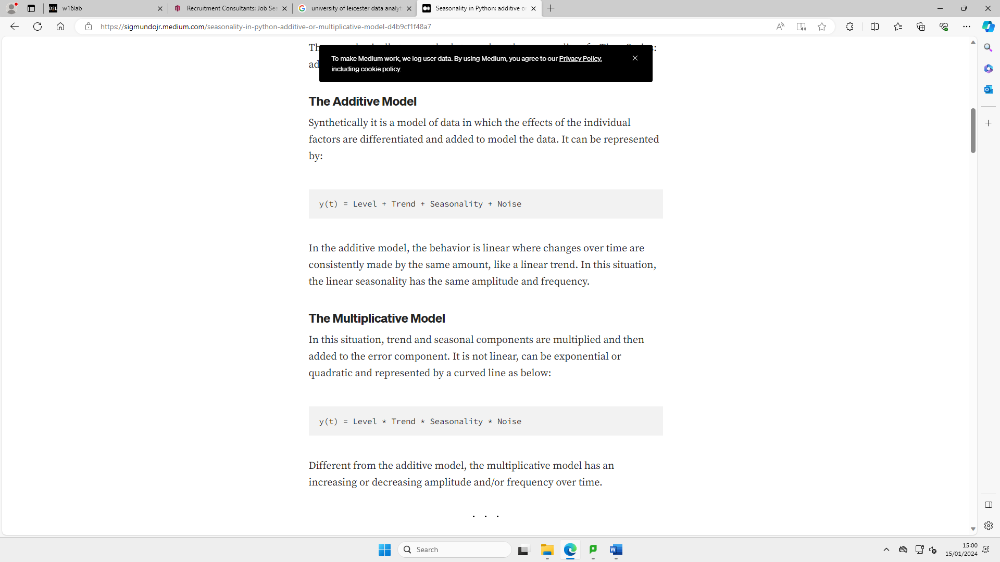 w16lab
Recruitment Consultants: Job Sea
university of leicester data analyt
Seasonality in Python: additive o
https://sigmundojr.medium.com/seasonality-in-python-additive-or-multiplicative-model-d4b9cf1f48a7
To make Medium work, we log user data. By using Medium, you agree to our Privacy Policy,
including cookie policy.
The Additive Model
Synthetically it is a model of data in which the effects of the individual
factors are differentiated and added to model the data. It can be represented
by:
y(t) = Level + Trend + Seasonality + Noise
In the additive model, the behavior is linear where changes over time are
consistently made by the same amount, like a linear trend. In this situation,
the linear seasonality has the same amplitude and frequency.
The Multiplicative Model
In this situation, trend and seasonal components are multiplied and then
added to the error component. It is not linear, can be exponential or
quadratic and represented by a curved line as below:
y(t) = Level * Trend * Seasonality * Noise
Different from the additive model, the multiplicative model has an
increasing or decreasing amplitude and/or frequency over time.
. . .
Search
15:00
15/01/2024